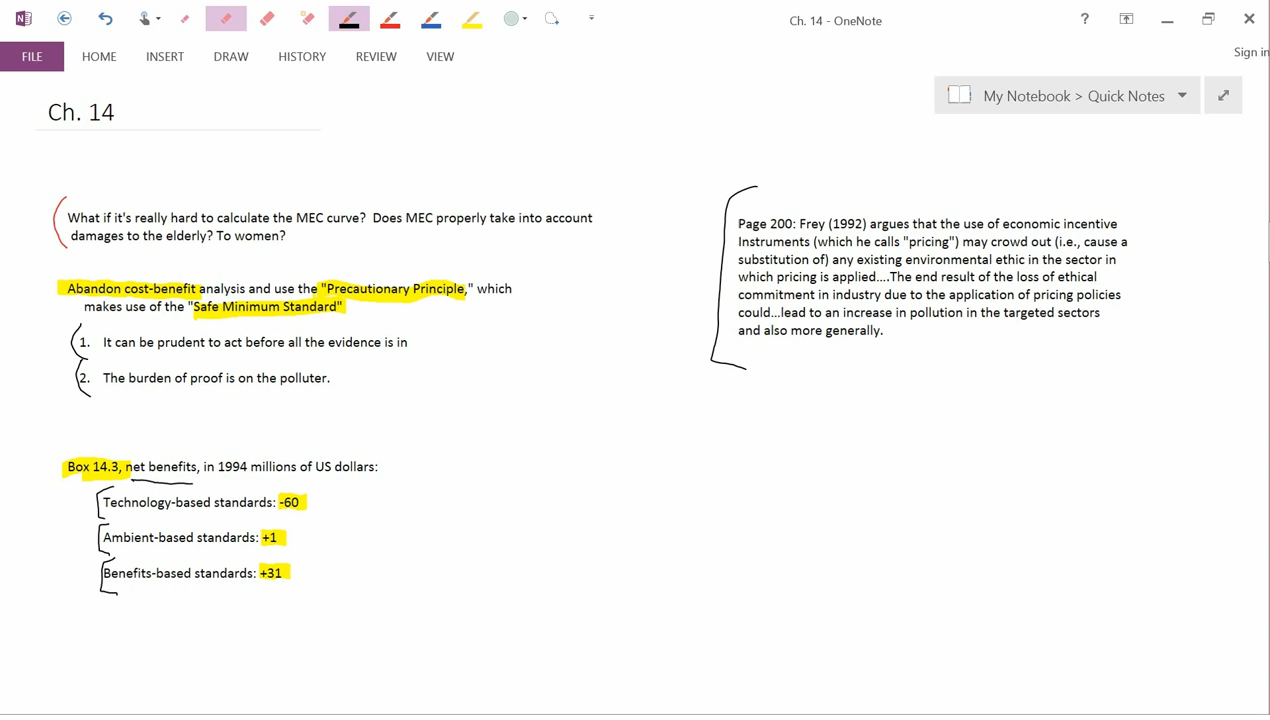 Ch. 14 - OneNote
?
FILE
HOME
INSERT
DRAW
HISTORY
REVIEW
VIEW
Sign in
My Notebook > Quick Notes
Ch. 14
What if it's really hard to calculate the MEC curve?  Does MEC properly take into account
damages to the elderly? To women?
Abandon cost-benefit analysis and use the "Precautionary Principle," which
makes use of the "Safe Minimum Standard"
1. It can be prudent to act before all the evidence is in
2. The burden of proof is on the polluter.
Box 14.3, net benefits, in 1994 millions of US dollars:
Technology-based standards: -60
Ambient-based standards: +1
Benefits-based standards: +31
Page 200: Frey (1992) argues that the use of economic incentive
Instruments (which he calls "pricing") may crowd out (i.e., cause a
substitution of) any existing environmental ethic in the sector in
which pricing is applied....The end result of the loss of ethical
commitment in industry due to the application of pricing policies
could...lead to an increase in pollution in the targeted sectors
and also more generally.